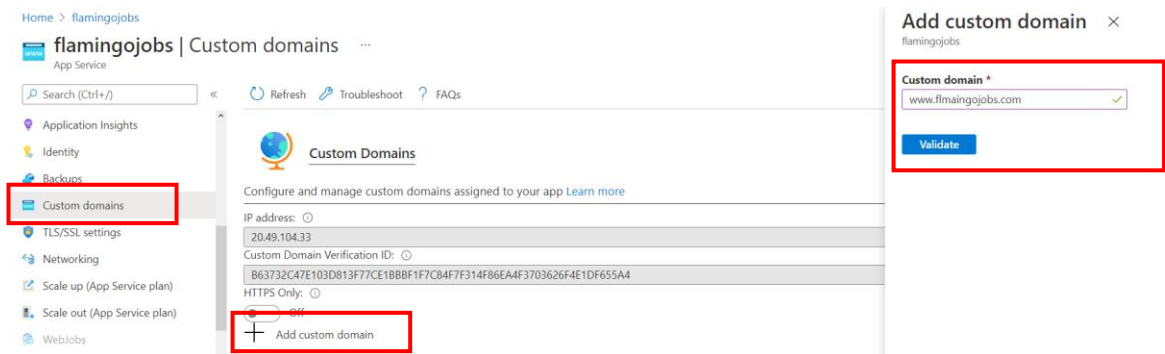 Home > flamingojobs
flamingojobs | Custom domains ...
App Service
Search (Ctrl+/)
«
Application Insights
Identity
Backups
Custom domains
TLS/SSL settings
Networking
Scale up (App Service plan)
Scale out (App Service plan)
WebJobs
Refresh Troubleshoot ? FAQs
Custom Domains
Configure and manage custom domains assigned to your app Learn more
IP address:
20.49.104.33
Custom Domain Verification ID:
B63732C47E103D813F77CE1BBBF1F7C84F7F314F86EA4F3703626F4E1DF655A4
HTTPS Only:
Off
Add custom domain
Add custom domain ×
flamingojobs
Custom domain *
www.flmaingojobs.com
Validate
www